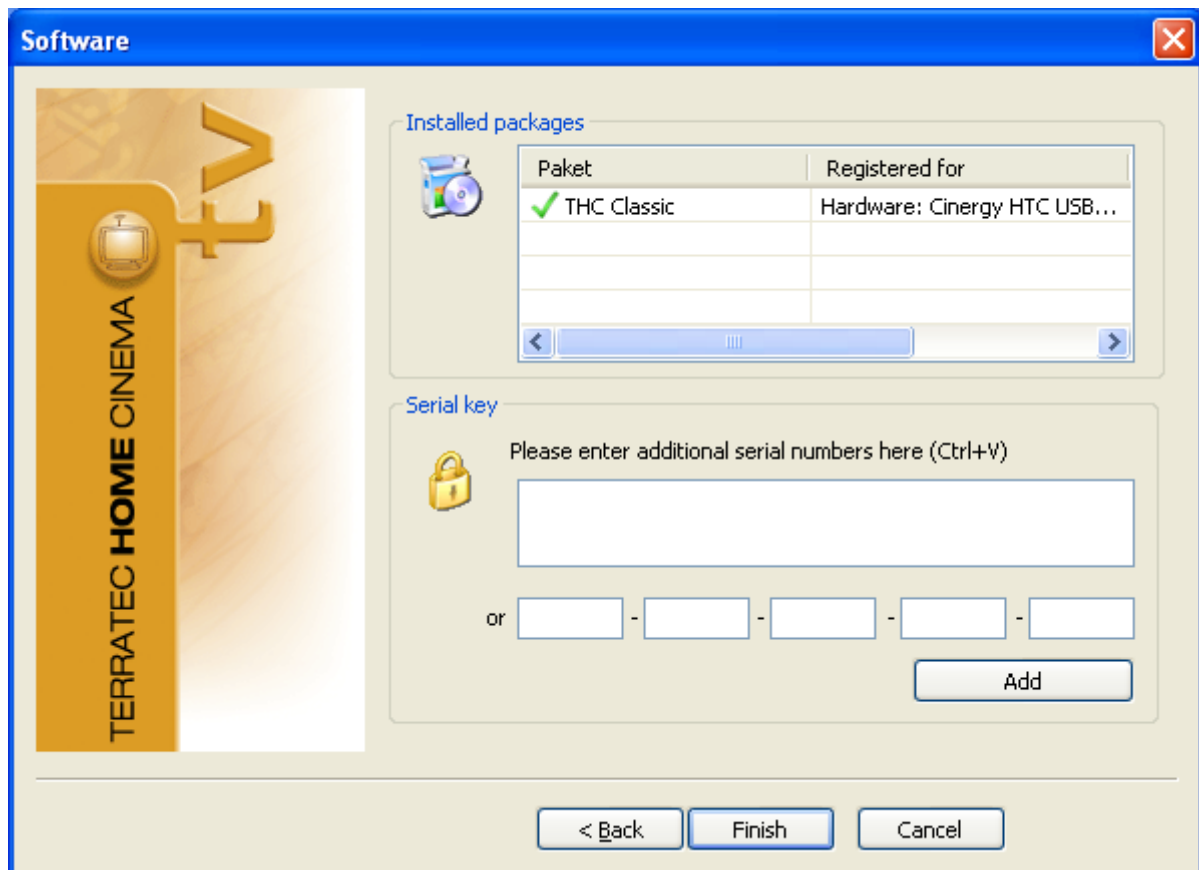 Software
tv
TERRATEC HOME CINEMA
Installed packages
Paket Registered for
THC Classic Hardware: Cinergy HTC USB...
Serial key
Please enter additional serial numbers here (Ctrl+V)
or - - - -
Add
< Back Finish Cancel